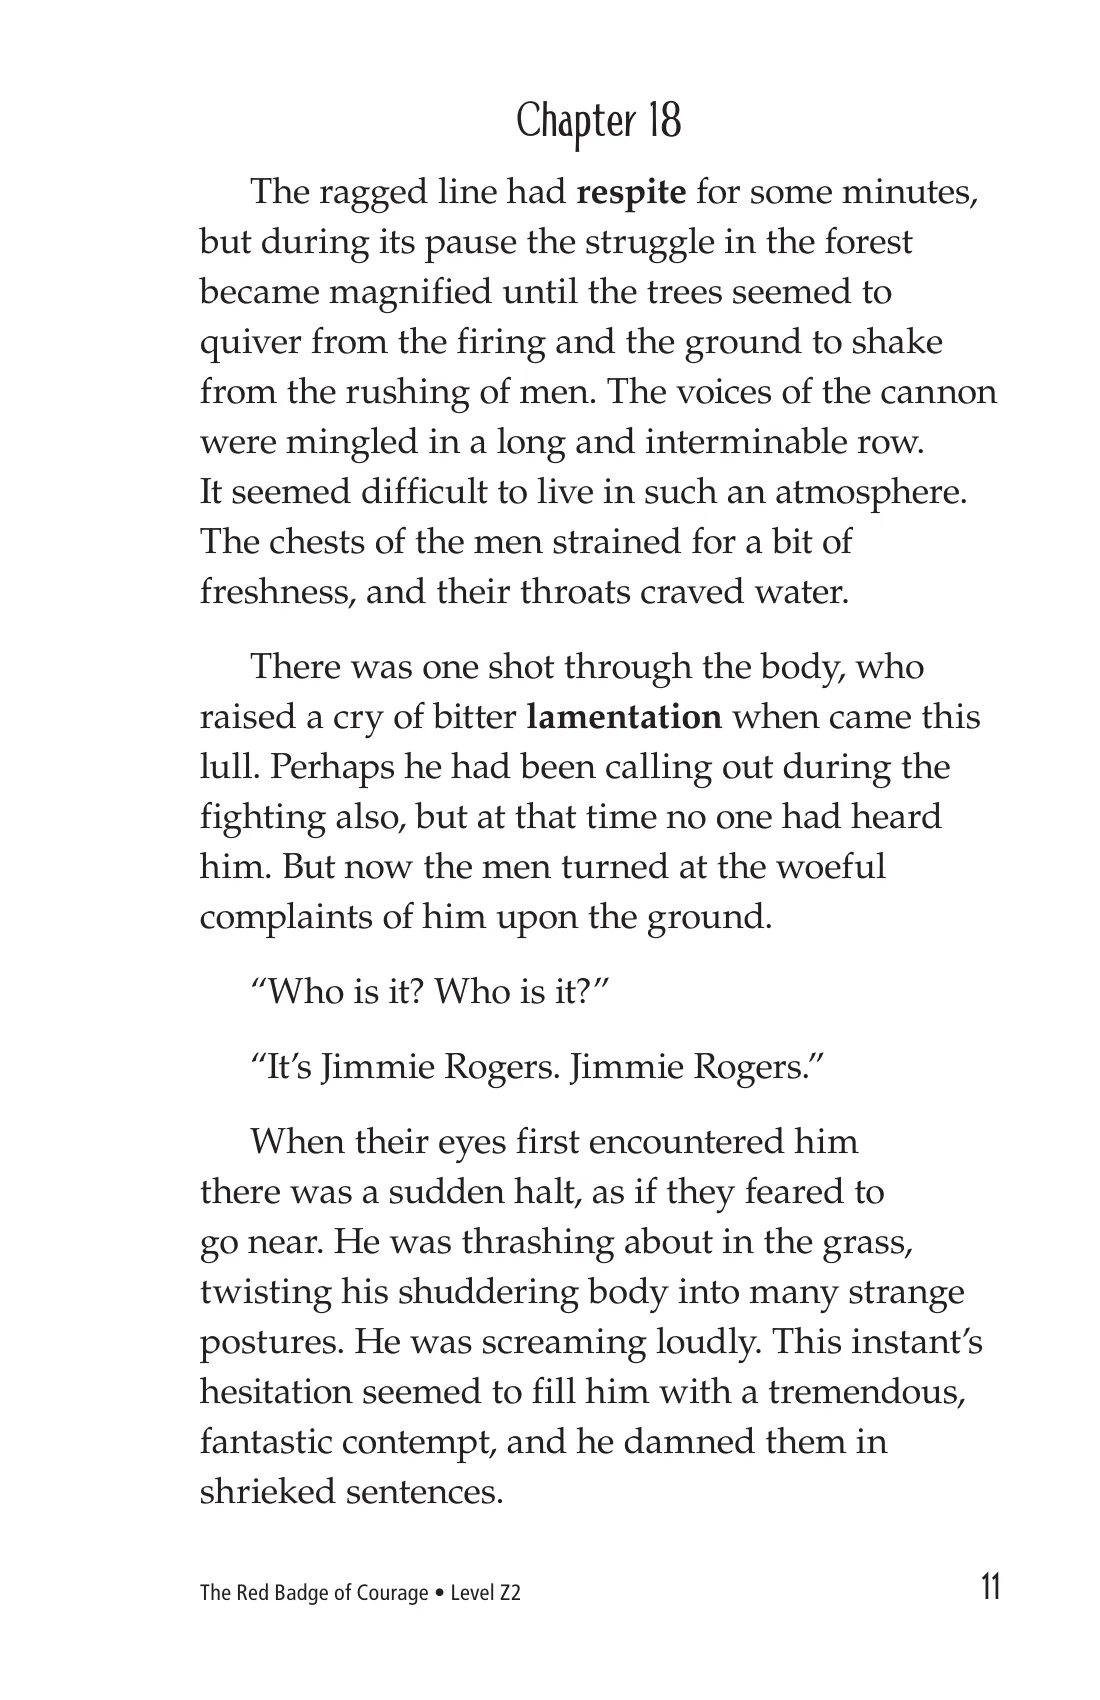 Chapter 18
The ragged line had respite for some minutes,
but during its pause the struggle in the forest
became magnified until the trees seemed to
quiver from the firing and the ground to shake
from the rushing of men. The voices of the cannon
were mingled in a long and interminable row.
It seemed difficult to live in such an atmosphere.
The chests of the men strained for a bit of
freshness, and their throats craved water.
There was one shot through the body, who
raised a cry of bitter lamentation when came this
lull. Perhaps he had been calling out during the
fighting also, but at that time no one had heard
him. But now the men turned at the woeful
complaints of him upon the ground.
“Who is it? Who is it?”
“It’s Jimmie Rogers. Jimmie Rogers.”
When their eyes first encountered him
there was a sudden halt, as if they feared to
go near. He was thrashing about in the grass,
twisting his shuddering body into many strange
postures. He was screaming loudly. This instant’s
hesitation seemed to fill him with a tremendous,
fantastic contempt, and he damned them in
shrieked sentences.
The Red Badge of Courage • Level Z2
11